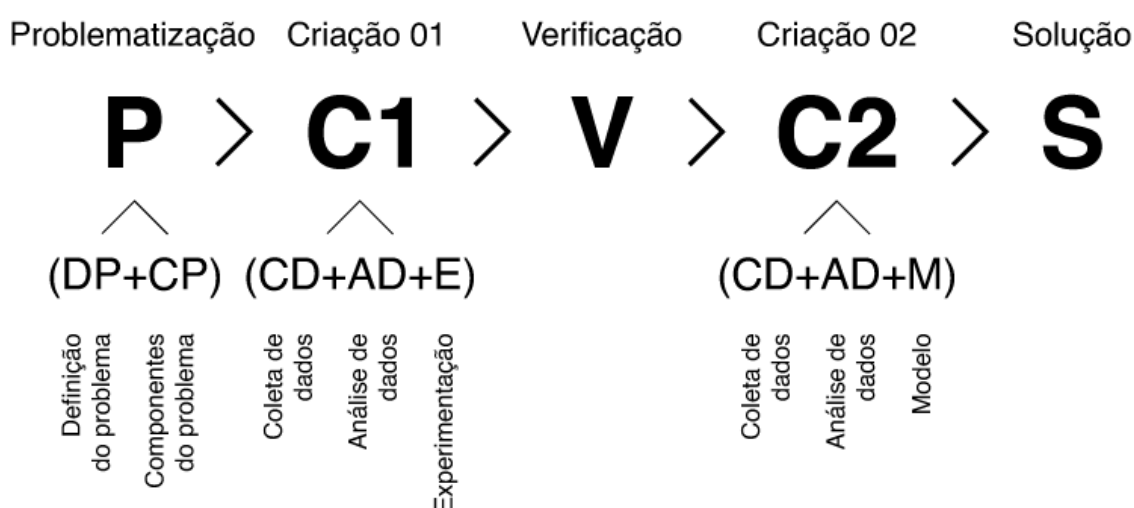 Problematização Criação 01 Verificação Criação 02 Solução
P > C1 > V > C2 > S
(DP+CP) (CD+AD+E) (CD+AD+M)
Definição
do problema
Componentes
do problema
Coleta de
dados
Análise de
dados
Experimentação
Coleta de
dados
Análise de
dados
Modelo